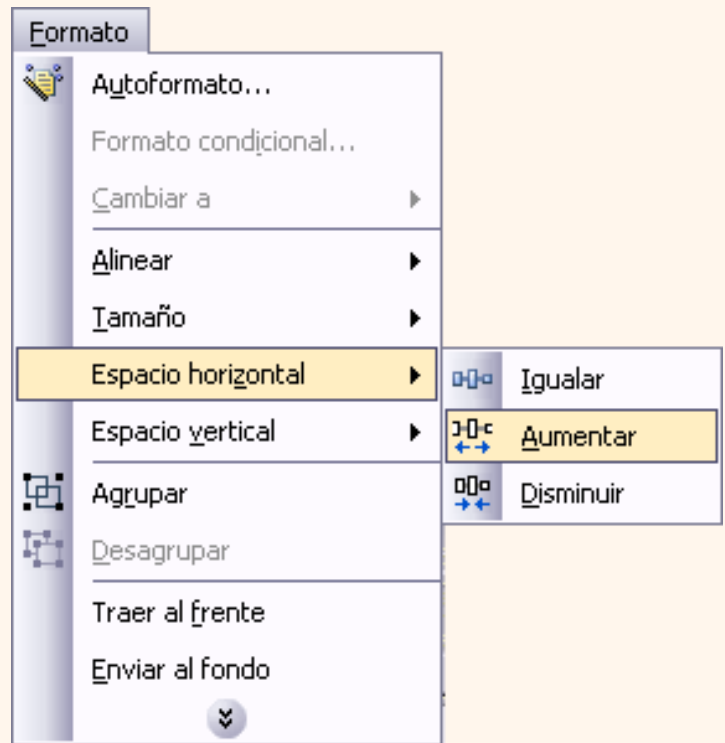 Formato
Autoformato...
Formato condicional...
Cambiar a
Alinear
Tamaño
Espacio horizontal
Igualar
Aumentar
Disminuir
Espacio vertical
Agrupar
Desagrupar
Traer al frente
Enviar al fondo